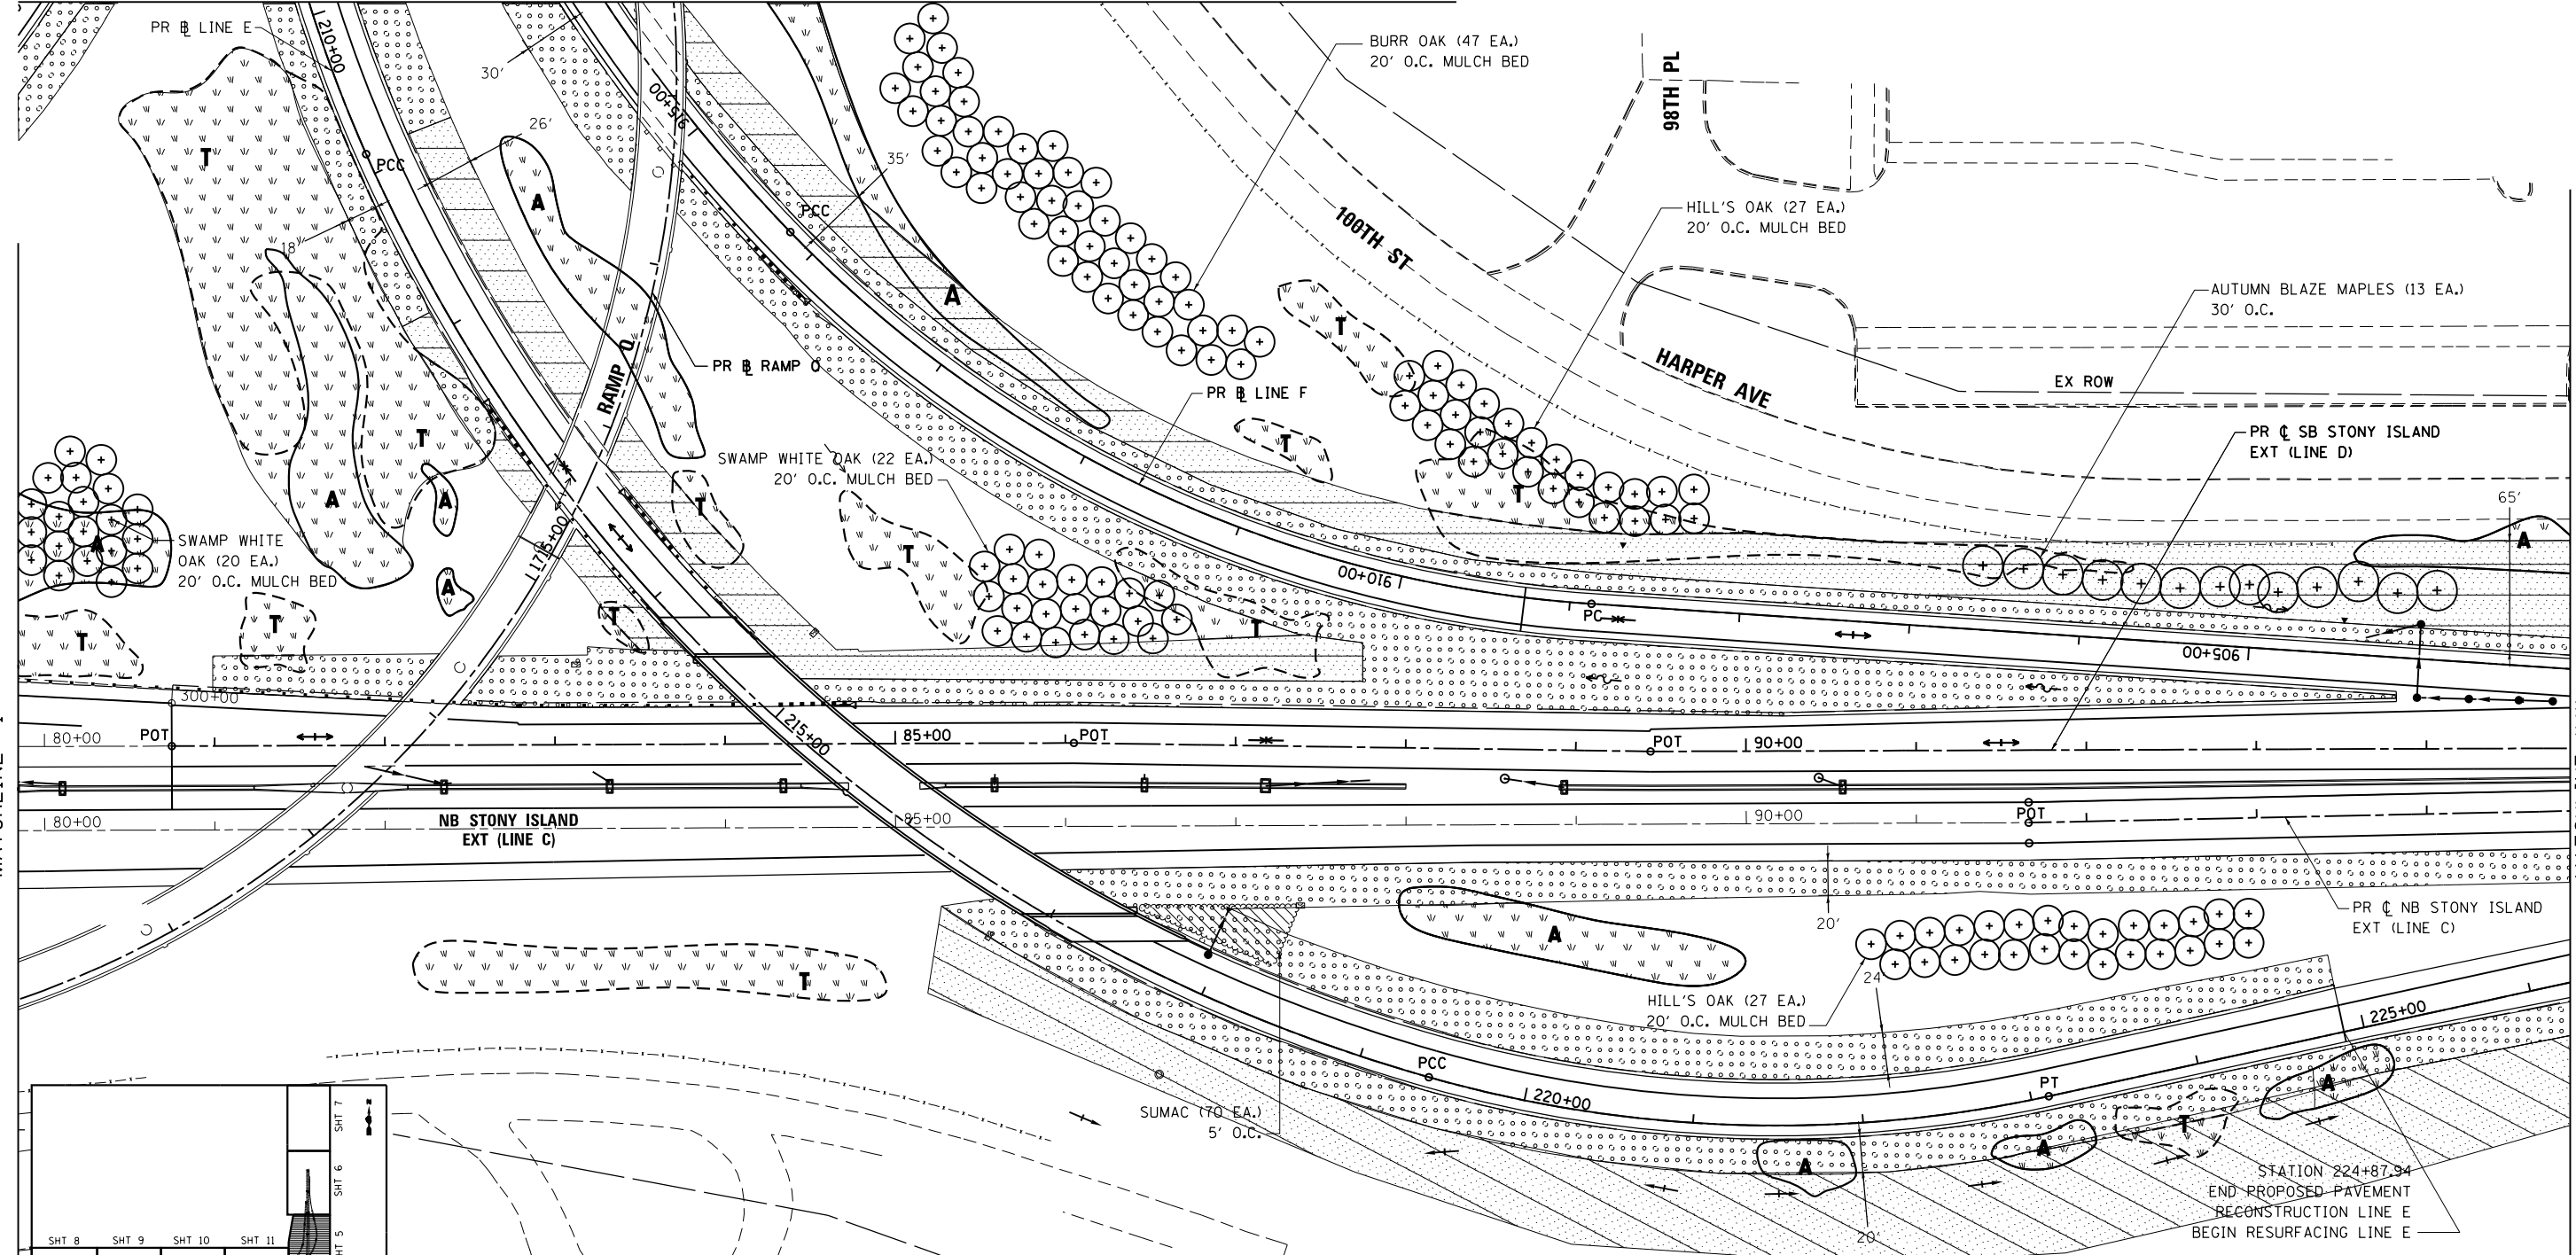 PR B LINE E
210+00
30'
BURR OAK (47 EA.)
20' O.C. MULCH BED
98TH PL
915+00
26'
T
PCC
35'
A
PCC
HILL'S OAK (27 EA.)
20' O.C. MULCH BED
100TH ST
18'
AUTUMN BLAZE MAPLES (13 EA.)
30' O.C.
A
T
RAMP Q
PR B RAMP Q
HARPER AVE
EX ROW
PR B LINE F
T
T
PR C SB STONY ISLAND
EXT (LINE D)
SWAMP WHITE OAK (22 EA.)
20' O.C. MULCH BED
A
A
T
T
65'
A
SWAMP WHITE
OAK (20 EA.)
20' O.C. MULCH BED
A
1715+00
T
A
910+00
T
T
T
T
PC
905+00
300+00
80+00
POT
215+00
85+00
POT
POT
90+00
80+00
NB STONY ISLAND
EXT (LINE C)
85+00
90+00
POT
A
20'
PR C NB STONY ISLAND
EXT (LINE C)
T
24'
HILL'S OAK (27 EA.)
20' O.C. MULCH BED
225+00
PCC
220+00
PT
A
SUMAC (70 EA.)
5' O.C.
T
A
A
STATION 224+87.94
END PROPOSED PAVEMENT
RECONSTRUCTION LINE E
BEGIN RESURFACING LINE E
20'
N
SHT 7
SHT 6
SHT 8
SHT 9
SHT 10
SHT 11